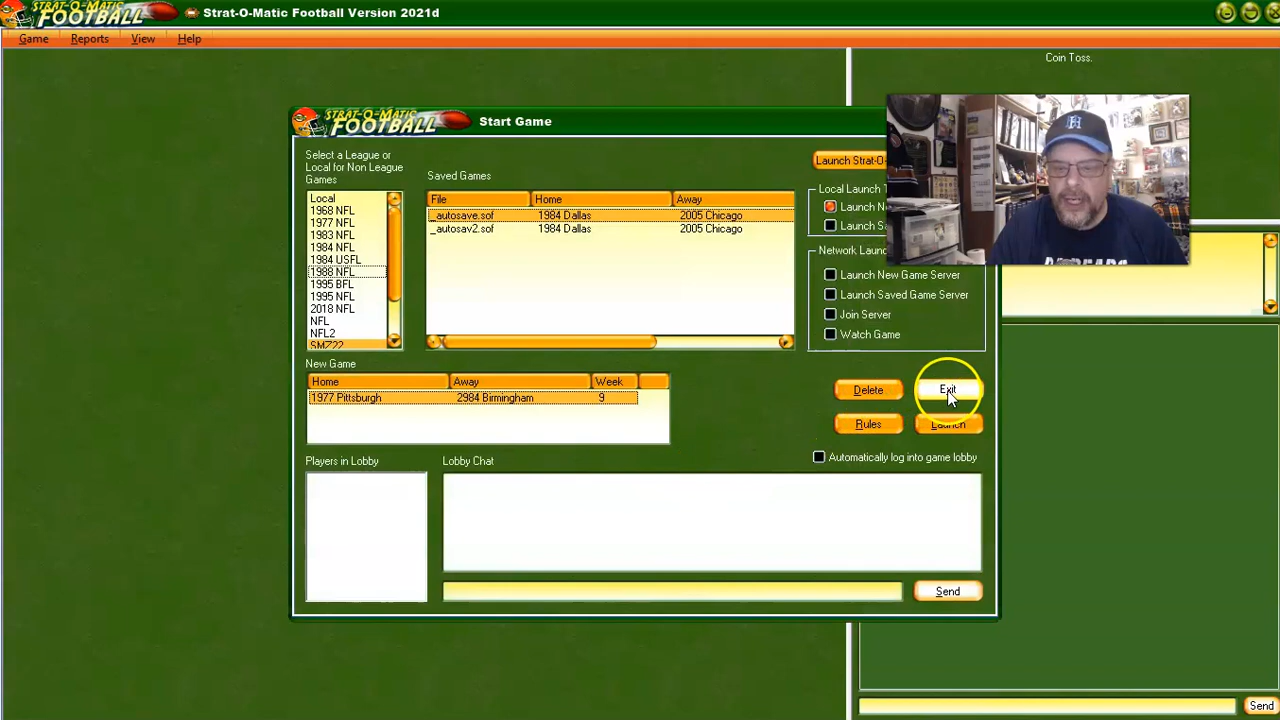 STRAT-O-MATIC
FOOTBALL
Strat-O-Matic Football Version 2021d
Game Reports View Help
Coin Toss.
STRAT-O-MATIC
FOOTBALL
Start Game
Select a League or
Local for Non League
Games
Saved Games
Launch Strat-O-
Local
1968 NFL
1977 NFL
1983 NFL
1984 NFL
1984 USFL
1988 NFL
1995 BFL
1995 NFL
2018 NFL
NFL
NFL2
SMZ22
File Home Away
_autosave.sof 1984 Dallas 2005 Chicago
_autosav2.sof 1984 Dallas 2005 Chicago
Local Launch T
Launch N
Launch Sa
Network Launc
Launch New Game Server
Launch Saved Game Server
Join Server
Watch Game
New Game
Home Away Week
1977 Pittsburgh 2984 Birmingham 9
Delete Exit
Rules Launch
Automatically log into game lobby
Players in Lobby
Lobby Chat
Send
Send